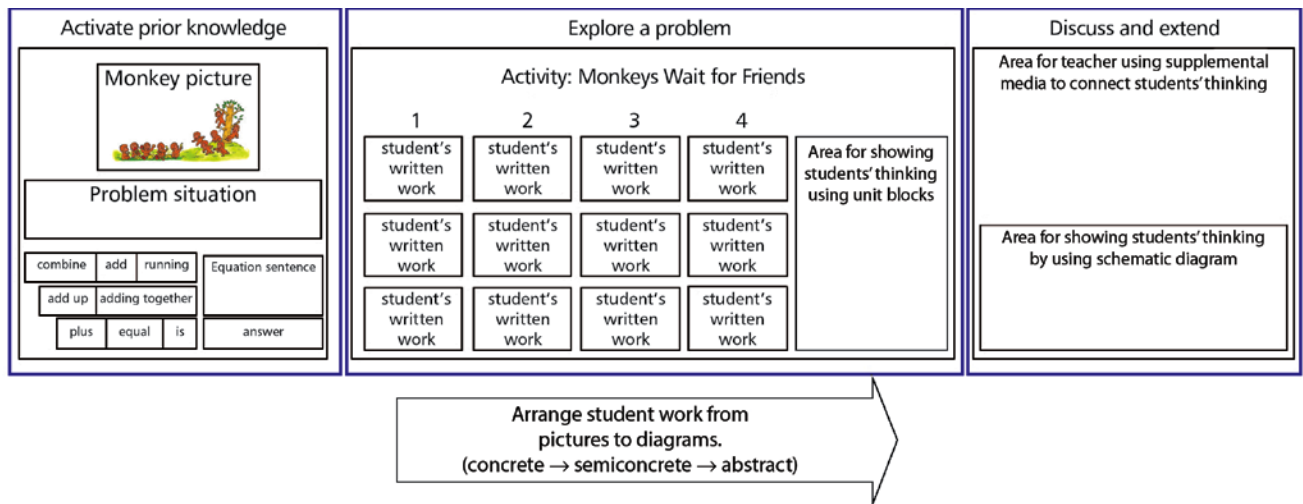 Activate prior knowledge
Monkey picture
Problem situation
combine
add
running
add up
adding together
plus
equal
is
Equation sentence
answer
Explore a problem
Activity: Monkeys Wait for Friends
1
2
3
4
student's
written
work
student's
written
work
student's
written
work
student's
written
work
student's
written
work
student's
written
work
student's
written
work
student's
written
work
student's
written
work
student's
written
work
student's
written
work
student's
written
work
Area for showing
students' thinking
using unit blocks
Discuss and extend
Area for teacher using supplemental
media to connect students' thinking
Area for showing students' thinking
by using schematic diagram
Arrange student work from
pictures to diagrams.
(concrete → semiconcrete → abstract)